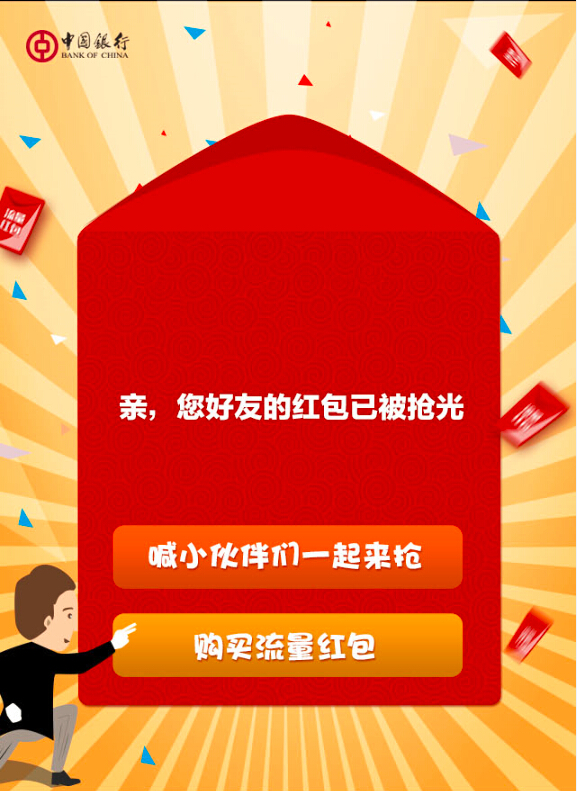 中国银行
BANK OF CHINA
流量
红包
亲，您好友的红包已被抢光
喊小伙伴们一起来抢
购买流量红包